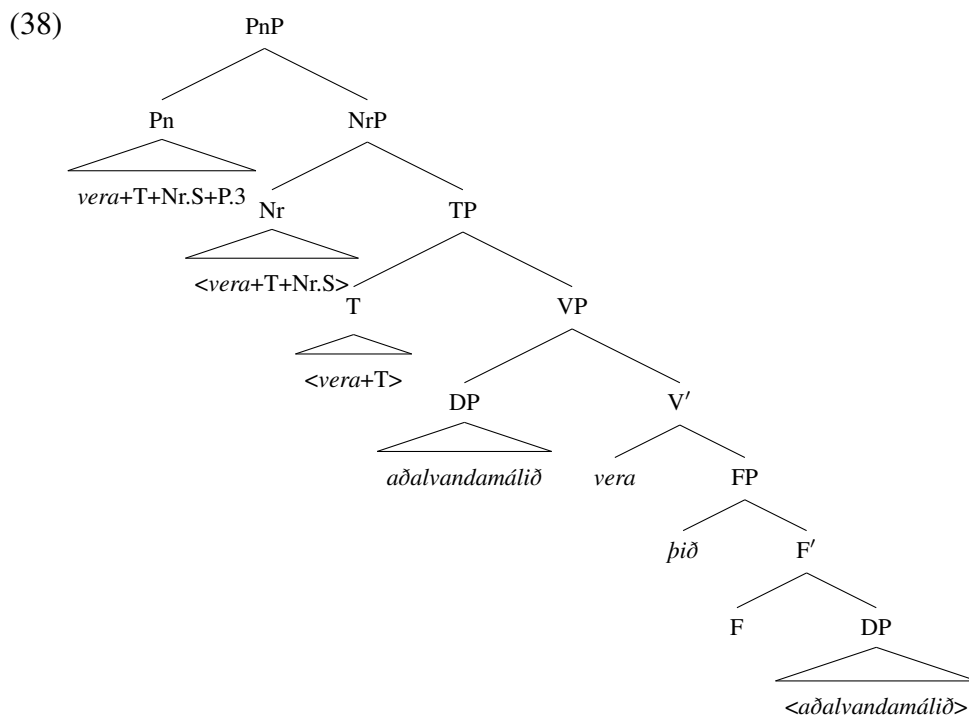 (38)
PnP
Pn NrP
vera+T+Nr.S+P.3 Nr TP
<vera+T+Nr.S> T VP
<vera+T> DP V′
aðalvandamálið vera FP
þið F′
F DP
<aðalvandamálið>